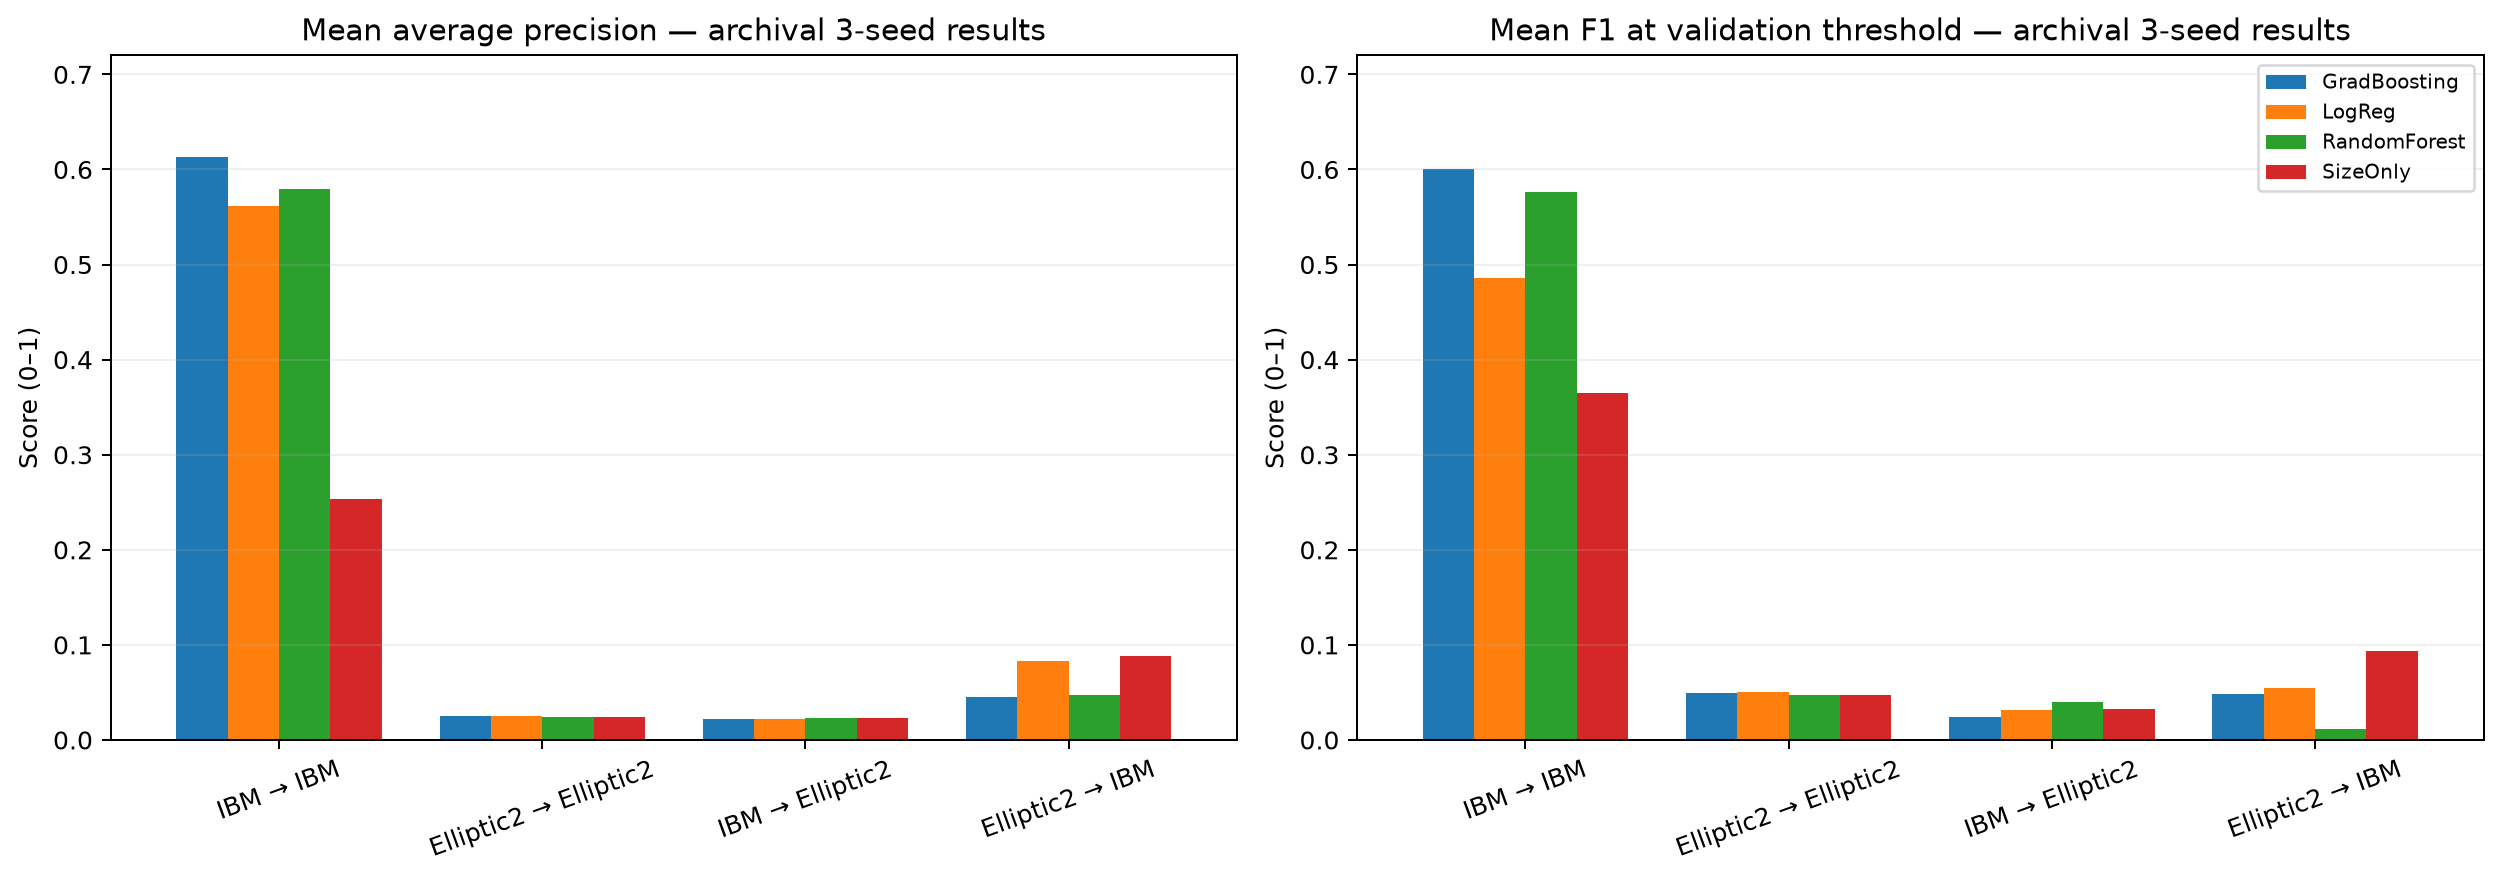 Mean average precision — archival 3-seed results
Score (0–1)
0.7
0.6
0.5
0.4
0.3
0.2
0.1
0.0
IBM → IBM
Elliptic2 → Elliptic2
IBM → Elliptic2
Elliptic2 → IBM
Mean F1 at validation threshold — archival 3-seed results
Score (0–1)
0.7
0.6
0.5
0.4
0.3
0.2
0.1
0.0
GradBoosting
LogReg
RandomForest
SizeOnly
IBM → IBM
Elliptic2 → Elliptic2
IBM → Elliptic2
Elliptic2 → IBM